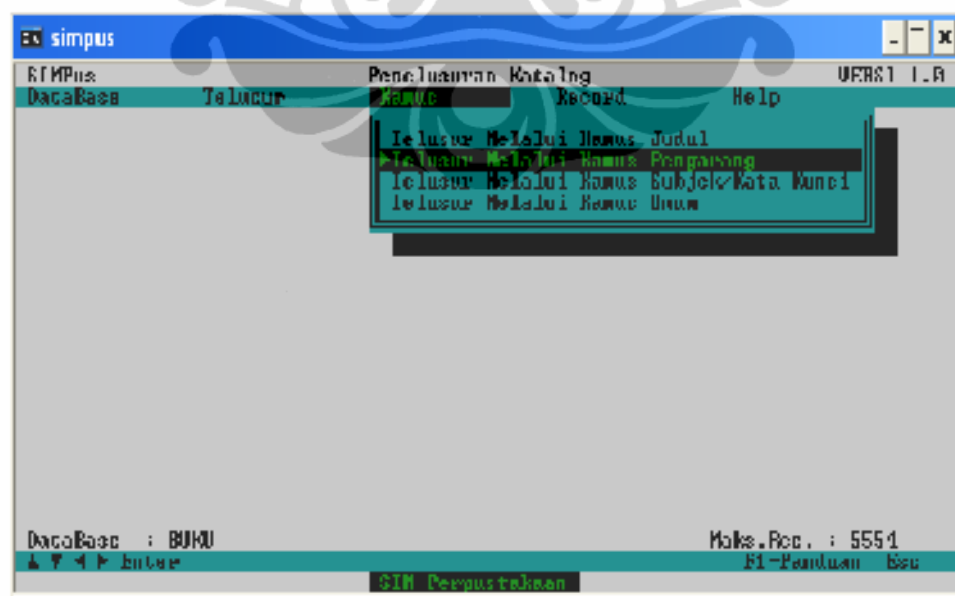 simpus
SIMPus Penelusuran Katalog VERSI 1.0
DataBase Telusur Kamus Record Help
Telusur Melalui Kamus Judul
Telusur Melalui Kamus Pengarang
Telusur Melalui Kamus Subjek/Kata Kunci
Telusur Melalui Kamus Umum
DataBase : BUKU Maks.Rec. : 5554
Enter F1-Panduan Esc
SIM Perpustakaan